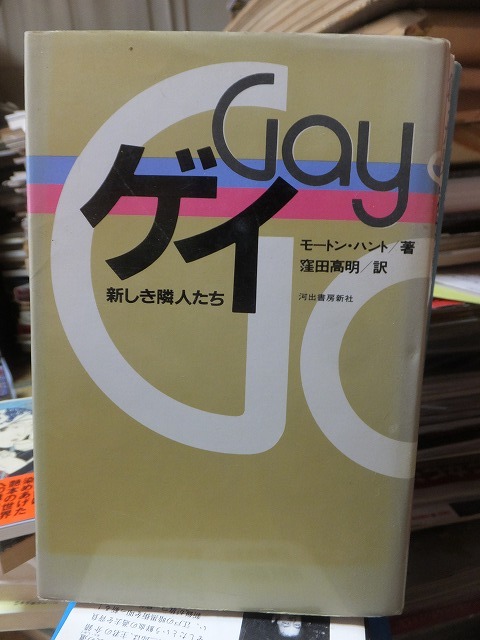 Gay
ゲイ
新しき隣人たち
モートン・ハント/著
窪田高明/訳
河出書房新社